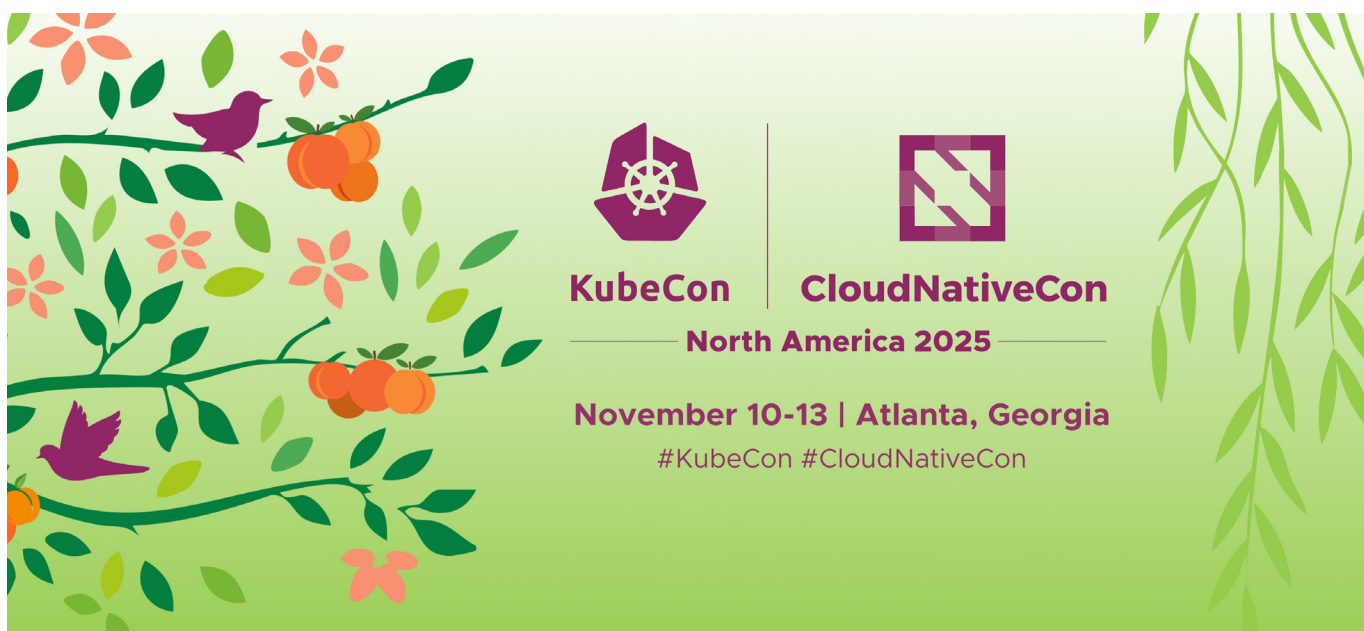 KubeCon
CloudNativeCon
North America 2025
November 10-13 | Atlanta, Georgia
#KubeCon #CloudNativeCon